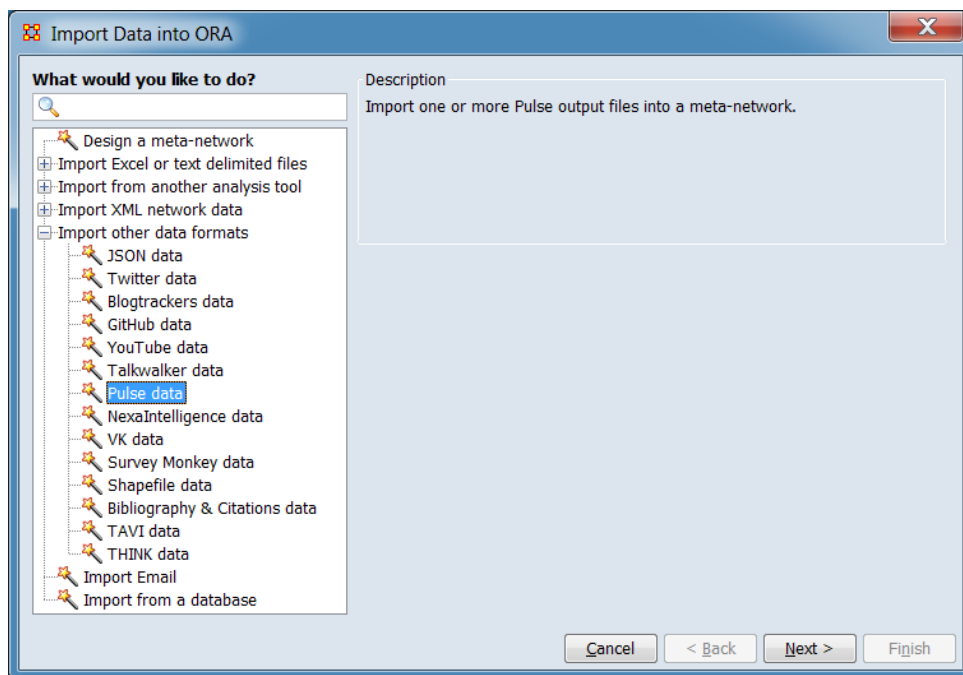 Import Data into ORA
What would you like to do?
Design a meta-network
Import Excel or text delimited files
Import from another analysis tool
Import XML network data
Import other data formats
JSON data
Twitter data
Blogtrackers data
GitHub data
YouTube data
Talkwalker data
Pulse data
NexaIntelligence data
VK data
Survey Monkey data
Shapefile data
Bibliography & Citations data
TAVI data
THINK data
Import Email
Import from a database
Description
Import one or more Pulse output files into a meta-network.
Cancel
< Back
Next >
Finish